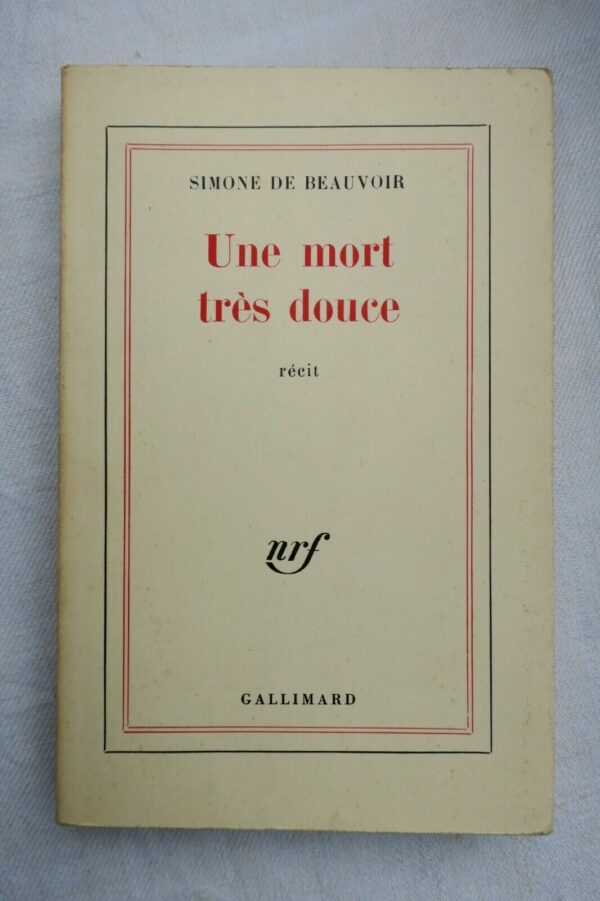 SIMONE DE BEAUVOIR
Une mort
très douce
récit
nrf
GALLIMARD